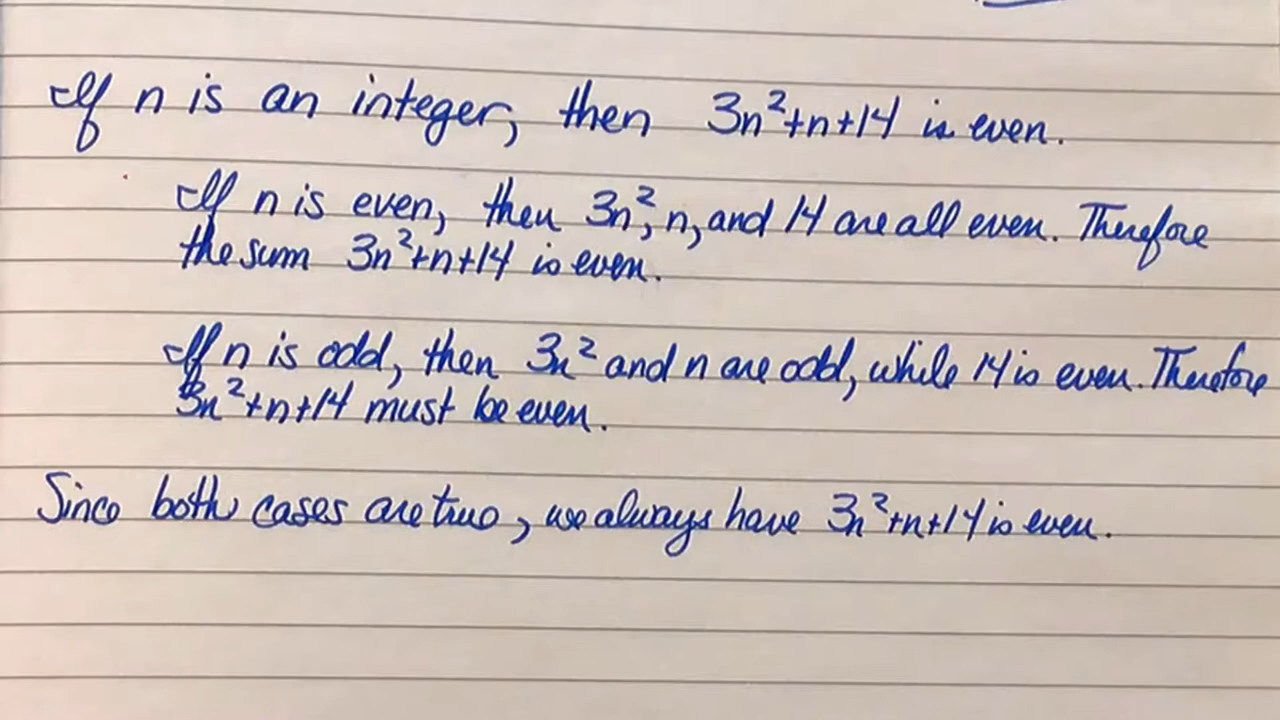 If n is an integer, then 3n²+n+14 is even.
If n is even, then 3n², n, and 14 are all even. Therefore
the sum 3n²+n+14 is even.
If n is odd, then 3n² and n are odd, while 14 is even. Therefore
3n²+n+14 must be even.
Since both cases are true, we always have 3n²+n+14 is even.